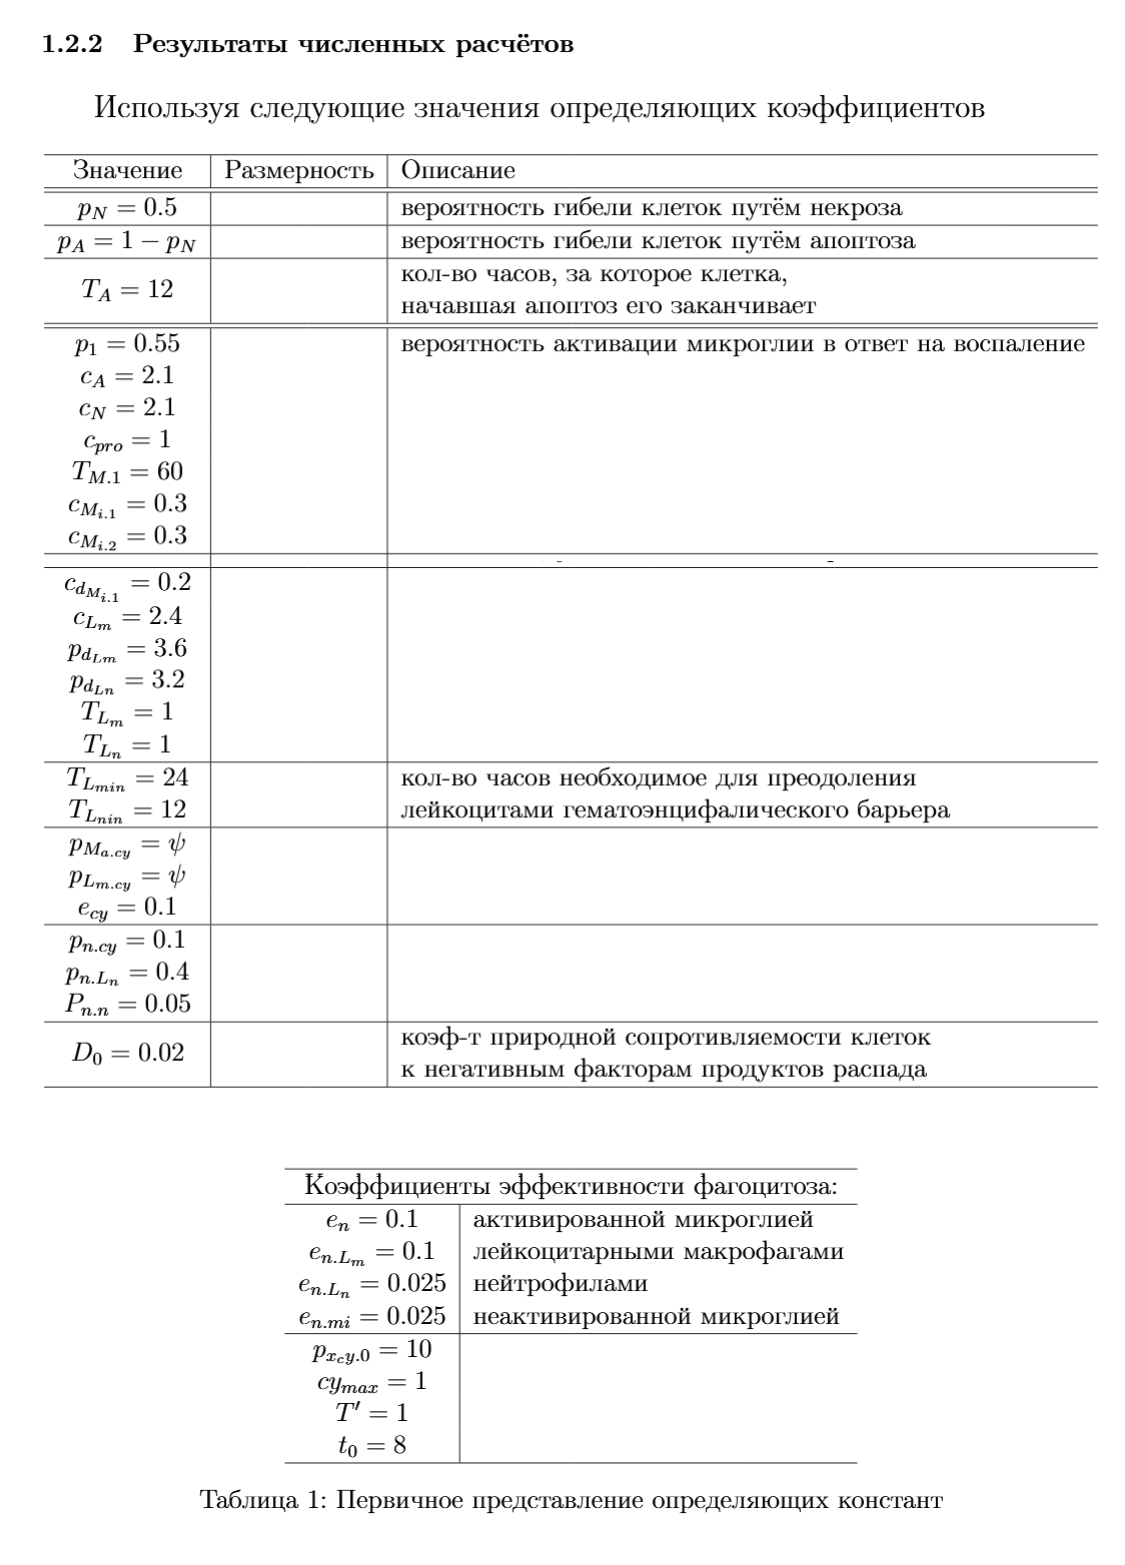 1.2.2 Результаты численных расчётов
Используя следующие значения определяющих коэффициентов
Значение Размерность Описание
p_N = 0.5 вероятность гибели клеток путём некроза
p_A = 1 − p_N вероятность гибели клеток путём апоптоза
T_A = 12 кол-во часов, за которое клетка,
начавшая апоптоз его заканчивает
p_1 = 0.55 вероятность активации микроглии в ответ на воспаление
c_A = 2.1
c_N = 2.1
c_{pro} = 1
T_{M.1} = 60
c_{M_{i.1}} = 0.3
c_{M_{i.2}} = 0.3
c_{d_{M_{i.1}}} = 0.2
c_{L_m} = 2.4
p_{d_{Lm}} = 3.6
p_{d_{Ln}} = 3.2
T_{L_m} = 1
T_{L_n} = 1
T_{L_{min}} = 24 кол-во часов необходимое для преодоления
T_{L_{nin}} = 12 лейкоцитами гематоэнцифалического барьера
p_{M_{a.cy}} = ψ
p_{L_{m.cy}} = ψ
e_{cy} = 0.1
p_{n.cy} = 0.1
p_{n.L_n} = 0.4
P_{n.n} = 0.05
D_0 = 0.02 коэф-т природной сопротивляемости клеток
к негативным факторам продуктов распада
Коэффициенты эффективности фагоцитоза:
e_n = 0.1 активированной микроглией
e_{n.L_m} = 0.1 лейкоцитарными макрофагами
e_{n.L_n} = 0.025 нейтрофилами
e_{n.mi} = 0.025 неактивированной микроглией
p_{x_cy.0} = 10
cy_{max} = 1
T′ = 1
t_0 = 8
Таблица 1: Первичное представление определяющих констант